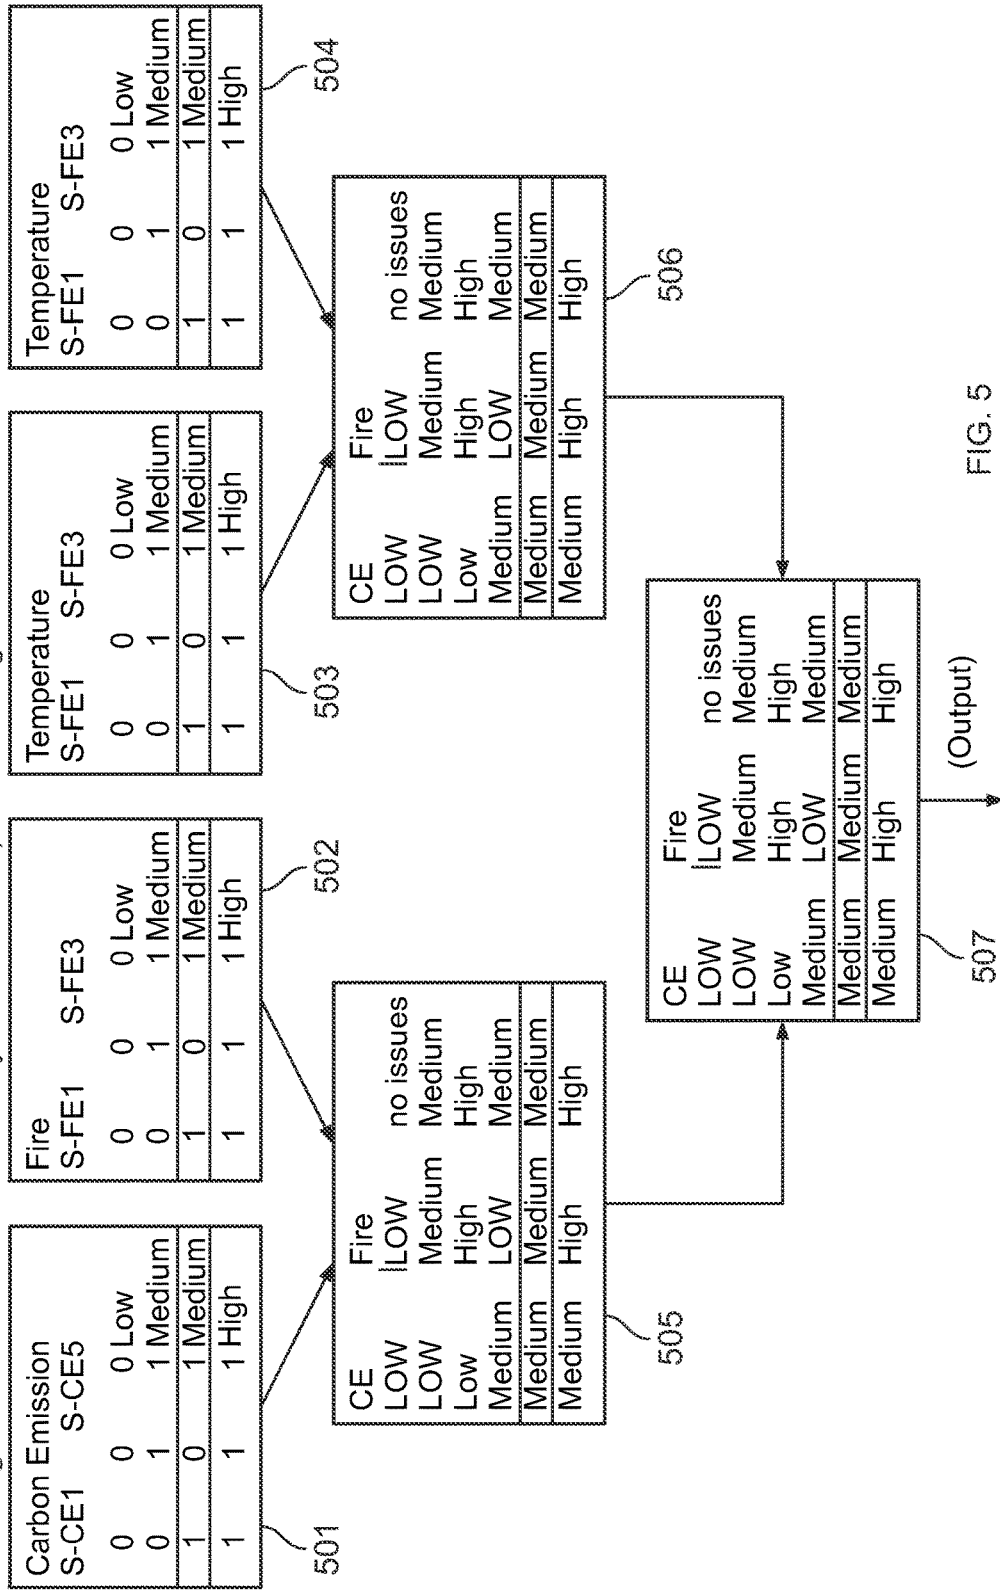 Carbon Emission
S-CE1 S-CE5
0 0 0 Low
0 1 1 Medium
1 0 1 Medium
1 1 1 High
501
Fire
S-FE1 S-FE3
0 0 0 Low
0 1 1 Medium
1 0 1 Medium
1 1 1 High
502
Temperature
S-FE1 S-FE3
0 0 0 Low
0 1 1 Medium
1 0 1 Medium
1 1 1 High
503
Temperature
S-FE1 S-FE3
0 0 0 Low
0 1 1 Medium
1 0 1 Medium
1 1 1 High
504
CE Fire
LOW LOW no issues
LOW Medium Medium
Low High High
Medium LOW Medium
Medium Medium Medium
Medium High High
505
CE Fire
LOW LOW no issues
LOW Medium Medium
Low High High
Medium LOW Medium
Medium Medium Medium
Medium High High
506
CE Fire
LOW LOW no issues
LOW Medium Medium
Low High High
Medium LOW Medium
Medium Medium Medium
Medium High High
507
(Output)
FIG. 5